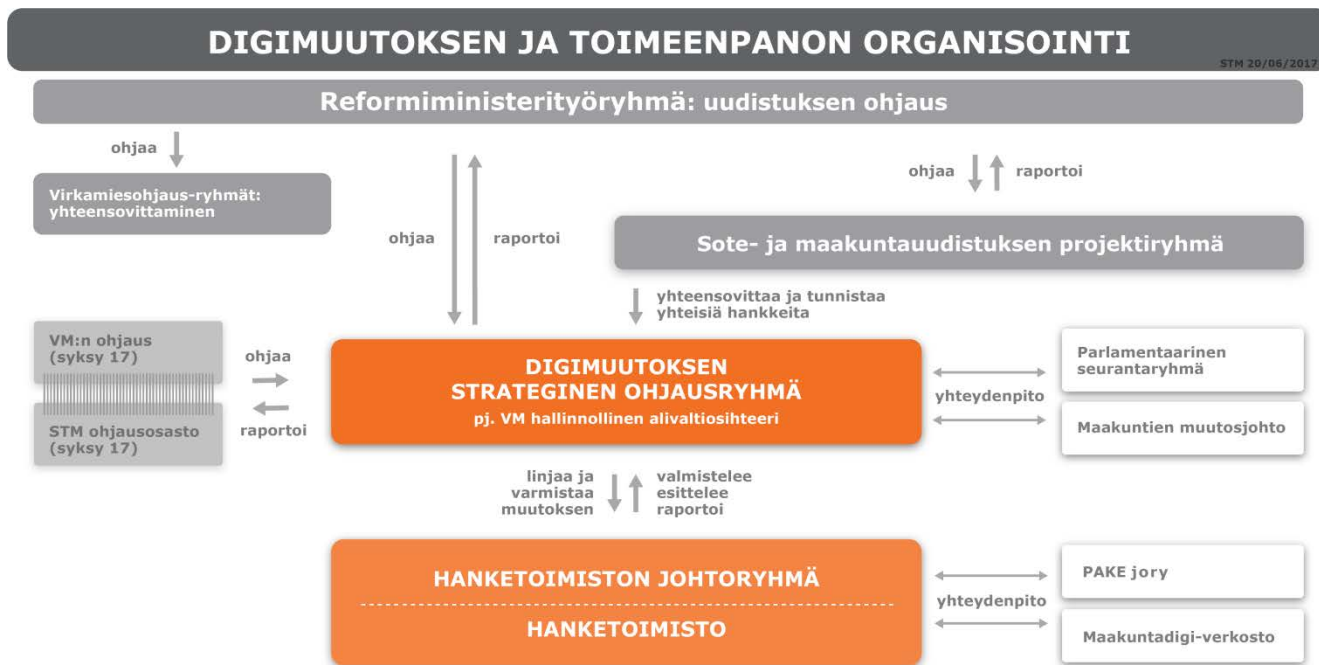 DIGIMUUTOKSEN JA TOIMEENPANON ORGANISOINTI
STM 20/06/2017
Reformiministerityöryhmä: uudistuksen ohjaus
ohjaa
Virkamiesohjaus-ryhmät:
yhteensovittaminen
ohjaa
raportoi
ohjaa
raportoi
Sote- ja maakuntauudistuksen projektiryhmä
yhteensovittaa ja tunnistaa
yhteisiä hankkeita
VM:n ohjaus
(syksy 17)
STM ohjausosasto
(syksy 17)
ohjaa
raportoi
DIGIMUUTOKSEN
STRATEGINEN OHJAUSRYHMÄ
pj. VM hallinnollinen alivaltiosihteeri
yhteydenpito
Parlamentaarinen
seurantaryhmä
Maakuntien muutosjohto
linjaa ja
varmistaa
muutoksen
valmistelee
esittelee
raportoi
HANKETOIMISTON JOHTORYHMÄ
HANKETOIMISTO
yhteydenpito
PAKE jory
Maakuntadigi-verkosto